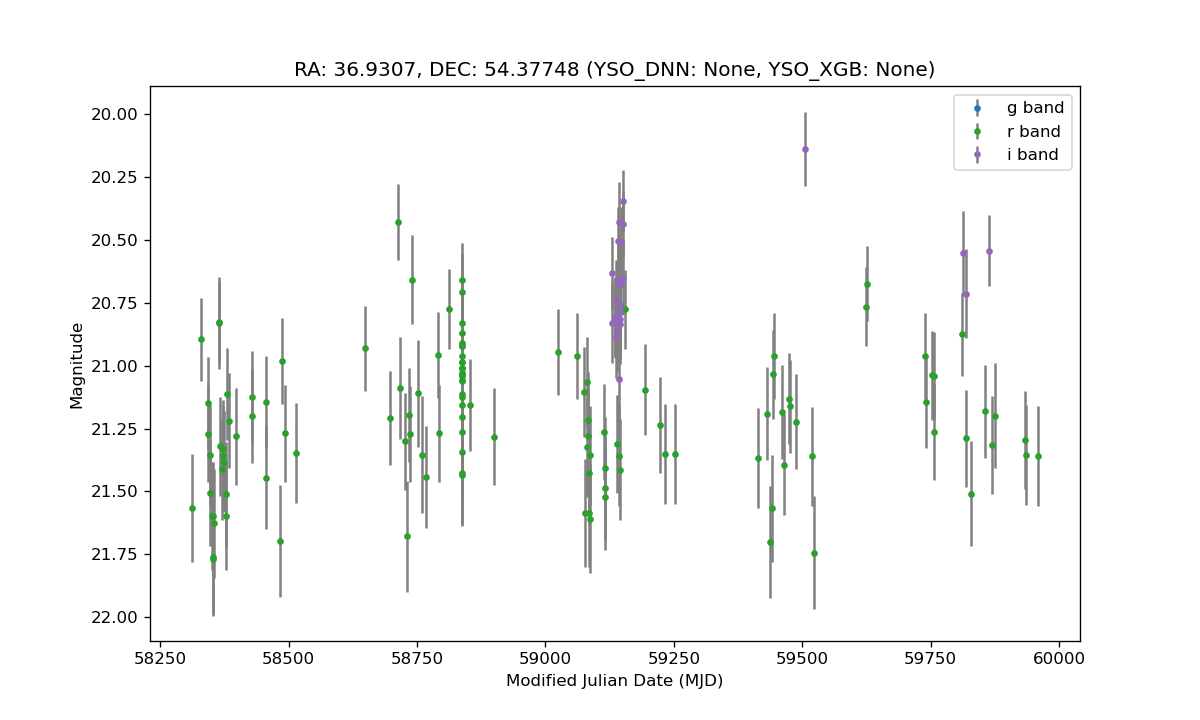 RA: 36.9307, DEC: 54.37748 (YSO_DNN: None, YSO_XGB: None)
g band
r band
i band
Magnitude
20.00
20.25
20.50
20.75
21.00
21.25
21.50
21.75
22.00
58250 58500 58750 59000 59250 59500 59750 60000
Modified Julian Date (MJD)